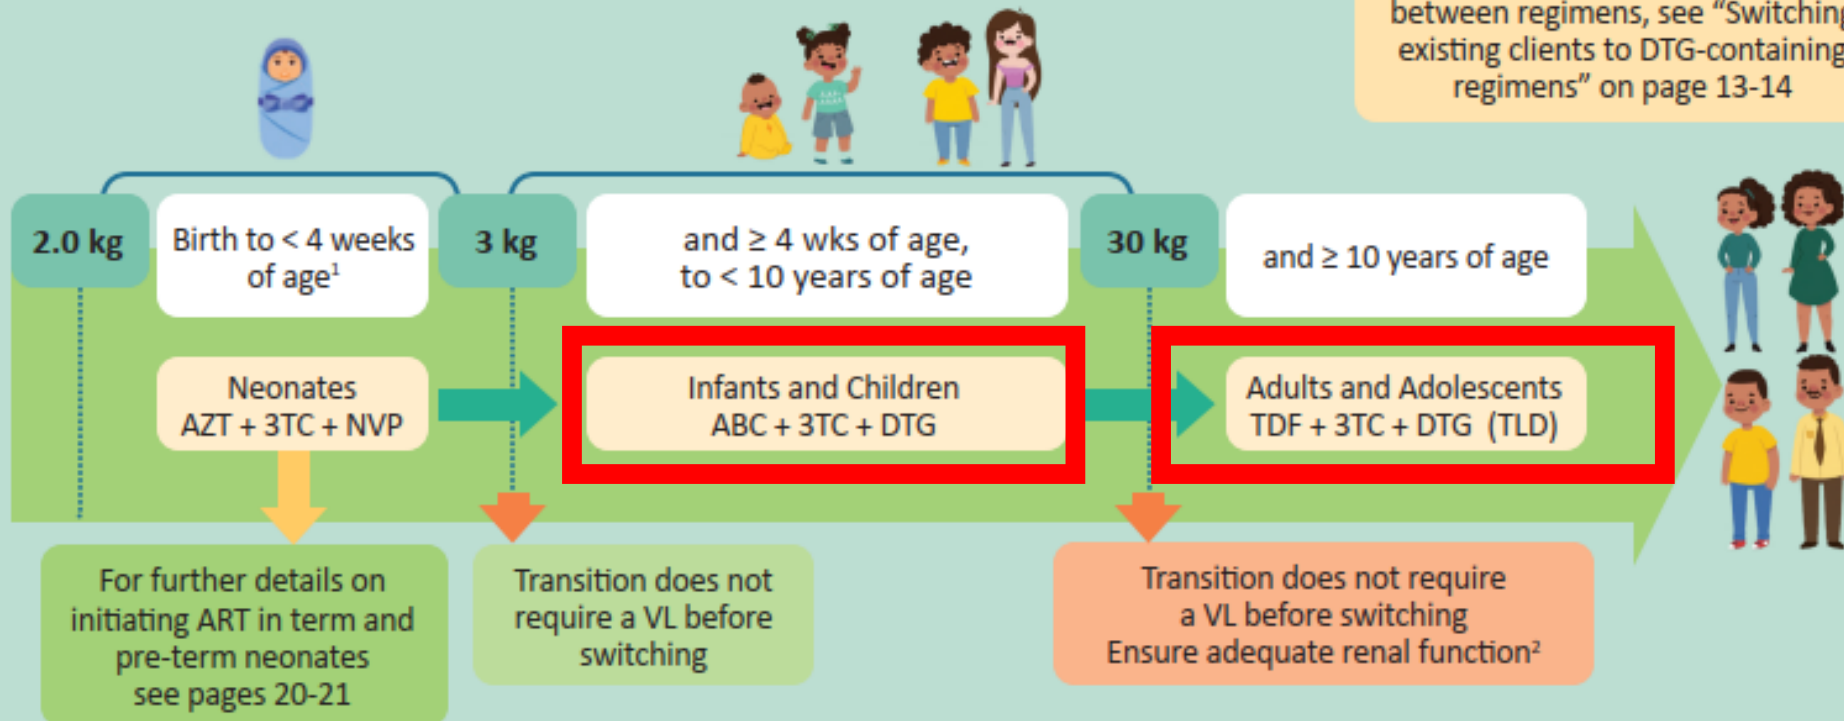 between regimens, see “Switching
existing clients to DTG-containing
regimens” on page 13-14
2.0 kg
Birth to < 4 weeks
of age¹
3 kg
and ≥ 4 wks of age,
to < 10 years of age
30 kg
and ≥ 10 years of age
Neonates
AZT + 3TC + NVP
Infants and Children
ABC + 3TC + DTG
Adults and Adolescents
TDF + 3TC + DTG (TLD)
For further details on
initiating ART in term and
pre-term neonates
see pages 20-21
Transition does not
require a VL before
switching
Transition does not require
a VL before switching
Ensure adequate renal function²